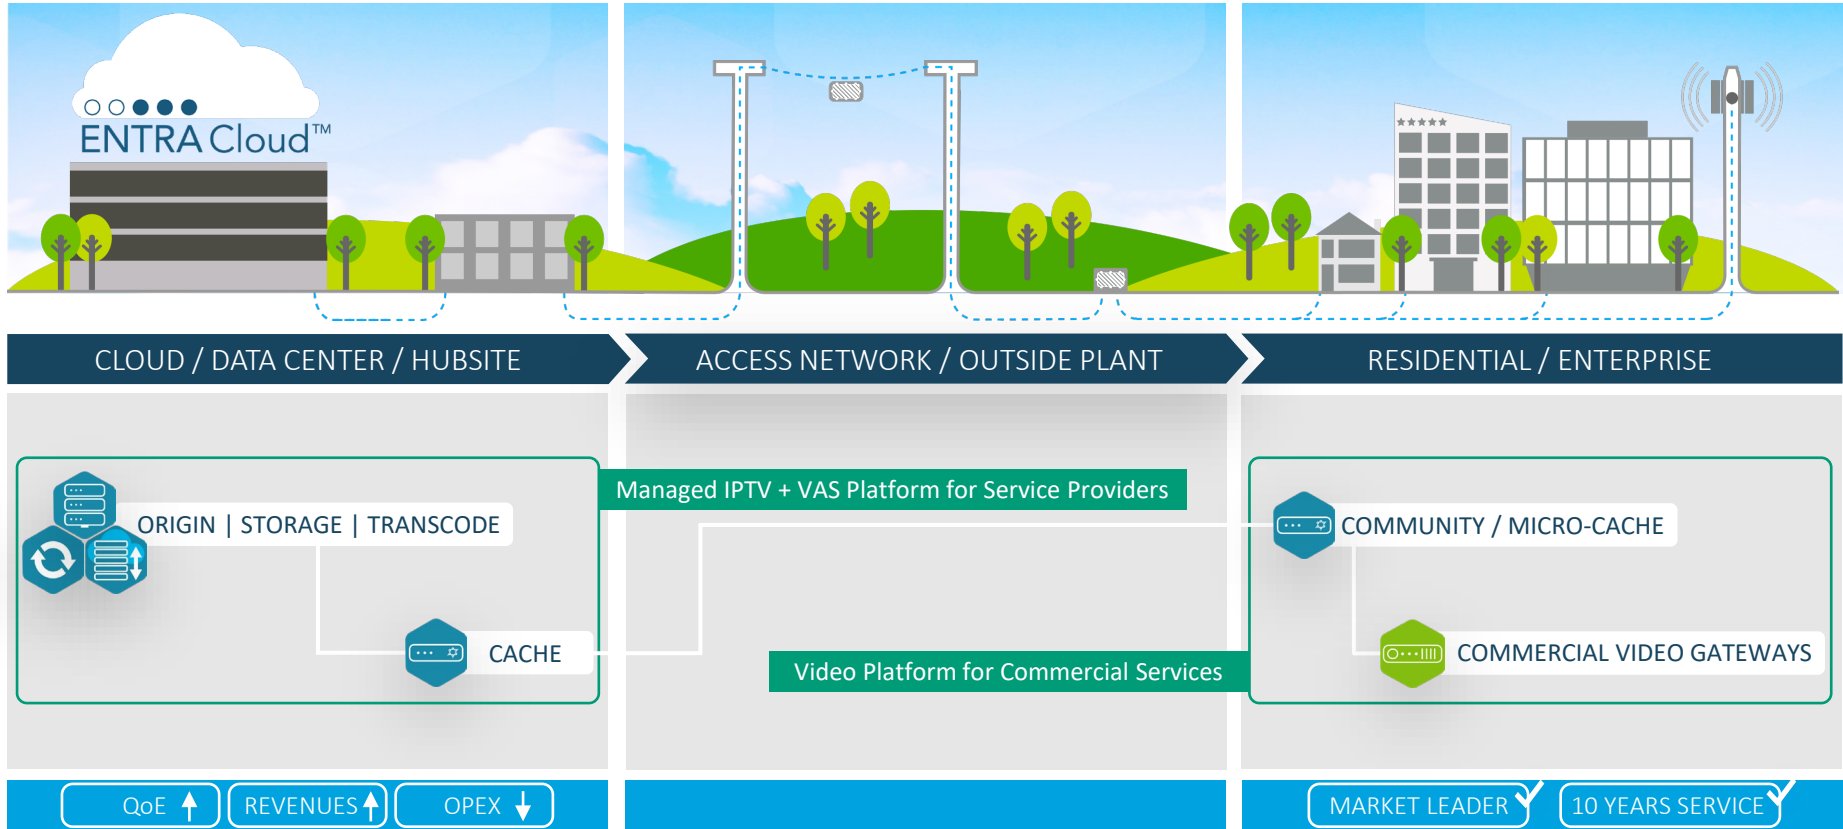 ENTRA Cloud™
CLOUD / DATA CENTER / HUBSITE
ACCESS NETWORK / OUTSIDE PLANT
RESIDENTIAL / ENTERPRISE
Managed IPTV + VAS Platform for Service Providers
ORIGIN | STORAGE | TRANSCODE
COMMUNITY / MICRO-CACHE
CACHE
COMMERCIAL VIDEO GATEWAYS
Video Platform for Commercial Services
QoE
REVENUES
OPEX
MARKET LEADER
10 YEARS SERVICE